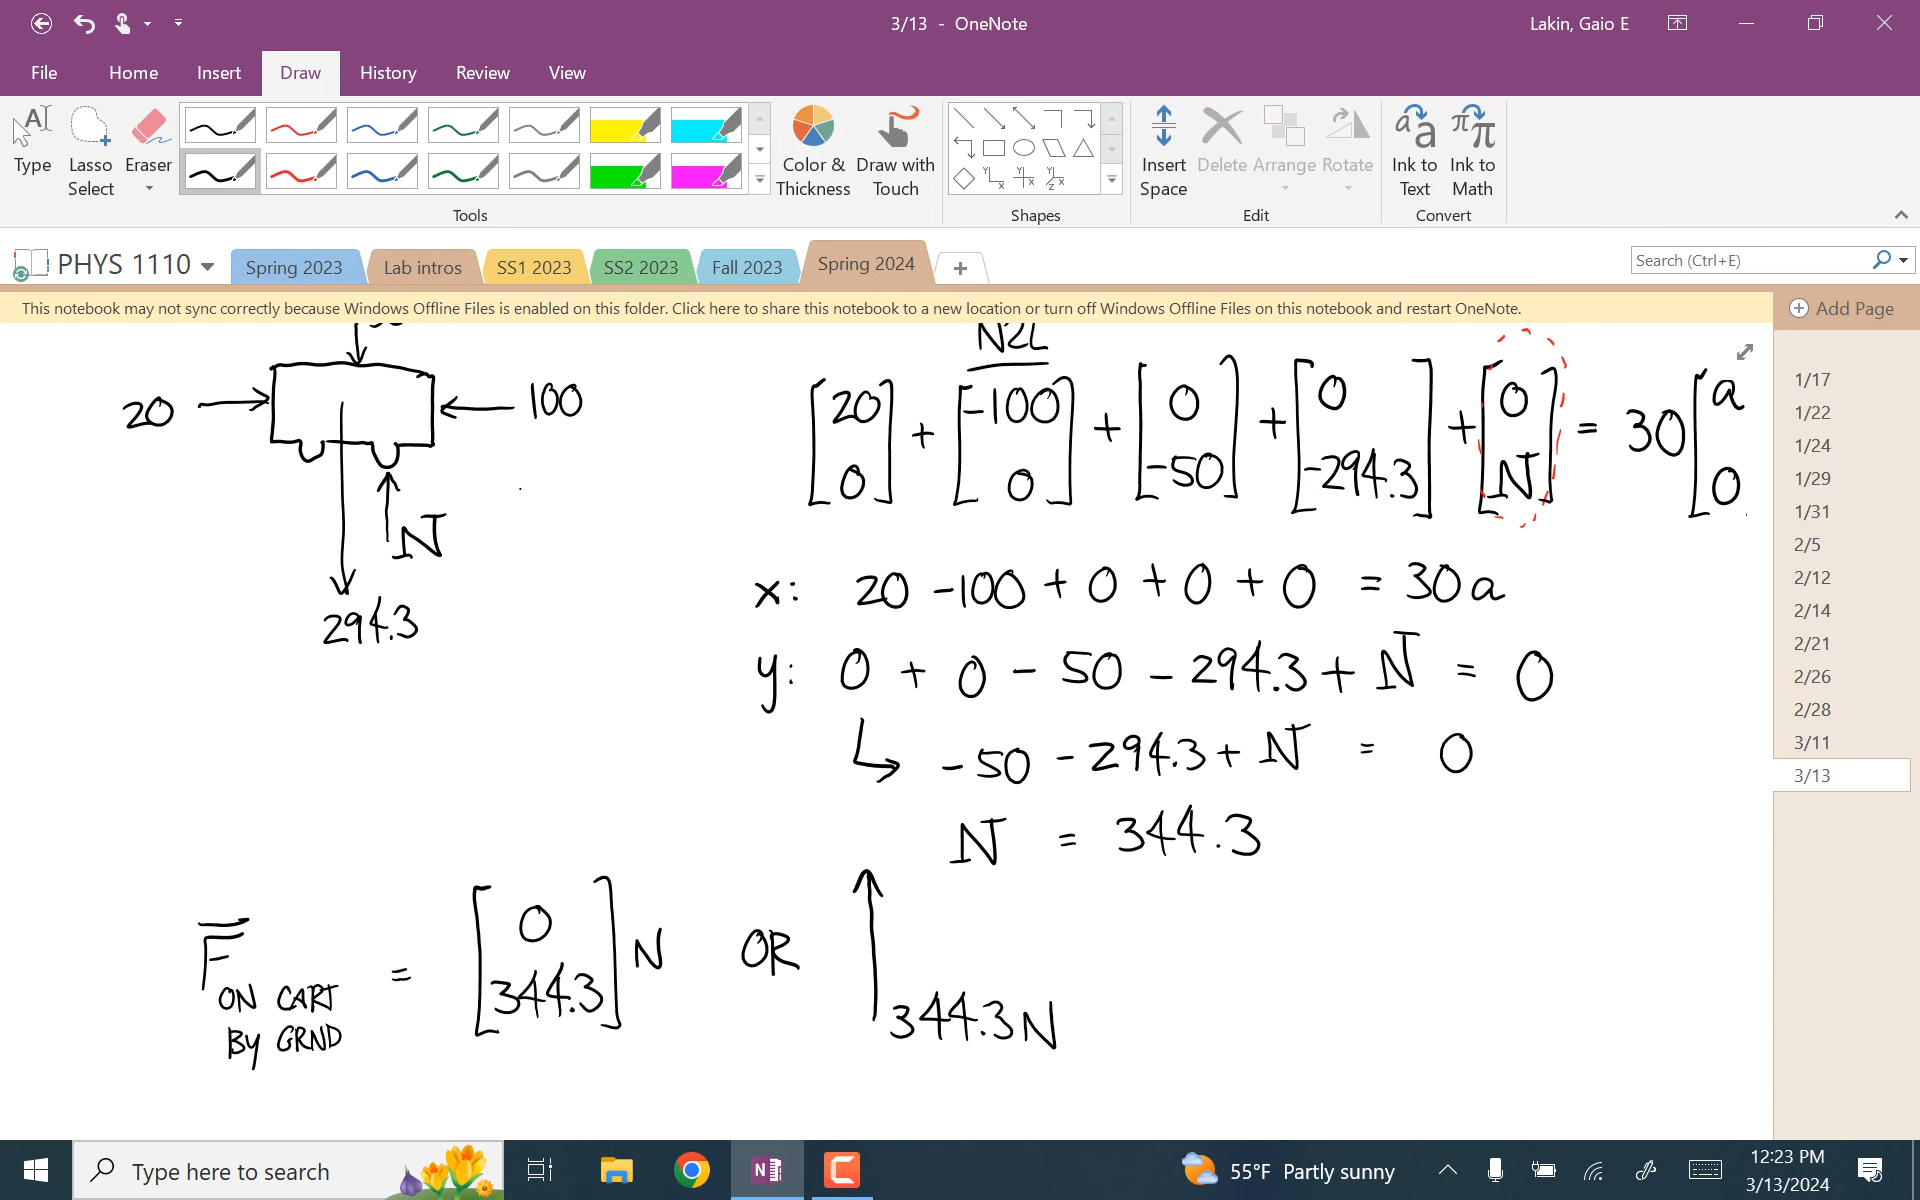 3/13 - OneNote
Lakin, Gaio E
File Home Insert Draw History Review View
Type
Lasso Select
Eraser
Color & Thickness
Draw with Touch
Insert Space
Delete
Arrange
Rotate
Ink to Text
Ink to Math
Tools
Shapes
Edit
Convert
PHYS 1110
Spring 2023
Lab intros
SS1 2023
SS2 2023
Fall 2023
Spring 2024
+
Search (Ctrl+E)
This notebook may not sync correctly because Windows Offline Files is enabled on this folder. Click here to share this notebook to a new location or turn off Windows Offline Files on this notebook and restart OneNote.
Add Page
1/17
1/22
1/24
1/29
1/31
2/5
2/12
2/14
2/21
2/26
2/28
3/11
3/13
20
100
N
294.3
N2L
[20 0] + [-100 0] + [0 -50] + [0 -294.3] + [0 N] = 30 [a 0]
x: 20 -100 + 0 + 0 + 0 = 30a
y: 0 + 0 - 50 - 294.3 + N = 0
↳ -50 - 294.3 + N = 0
N = 344.3
F ON CART BY GRND = [0 344.3] N OR ↑ 344.3 N
Type here to search
55°F Partly sunny
12:23 PM
3/13/2024